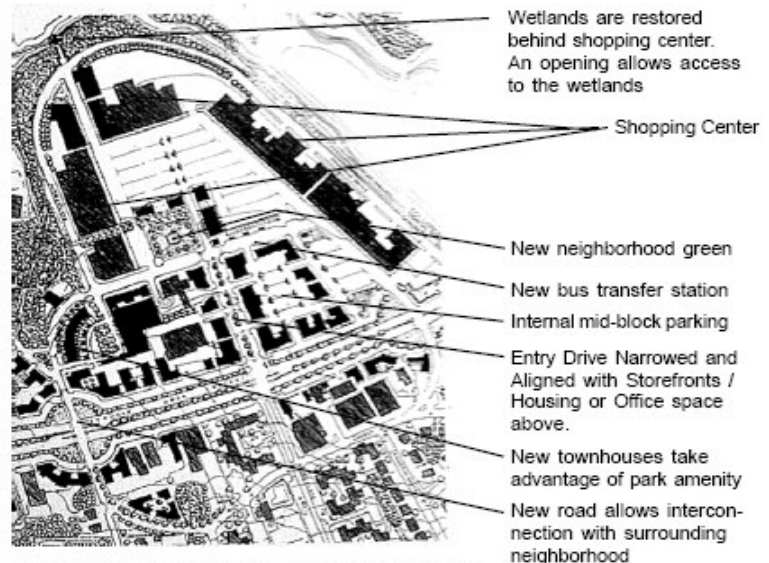 Wetlands are restored
behind shopping center.
An opening allows access
to the wetlands
Shopping Center
New neighborhood green
New bus transfer station
Internal mid-block parking
Entry Drive Narrowed and
Aligned with Storefronts /
Housing or Office space
above.
New townhouses take
advantage of park amenity
New road allows intercon-
nection with surrounding
neighborhood